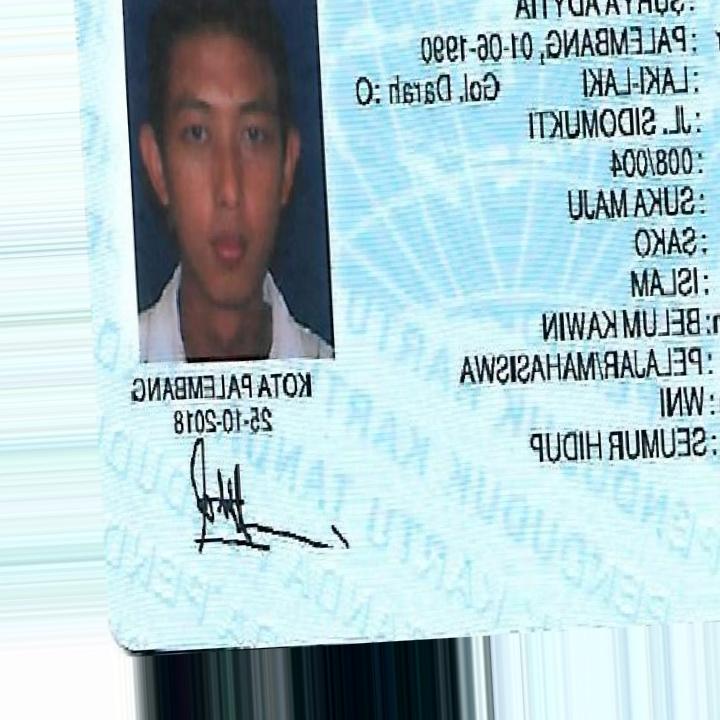 : SURYA ADYTIA
: PALEMBANG, 01-06-1990
: LAKI-LAKI Gol. Darah :O
: JL. SIDOMUKTI
: 008/004
: SUKA MAJU
: SAKO
: ISLAM
: BELUM KAWIN
: PELAJAR/MAHASISWA
: WNI
: SEUMUR HIDUP
KOTA PALEMBANG
25-10-2018